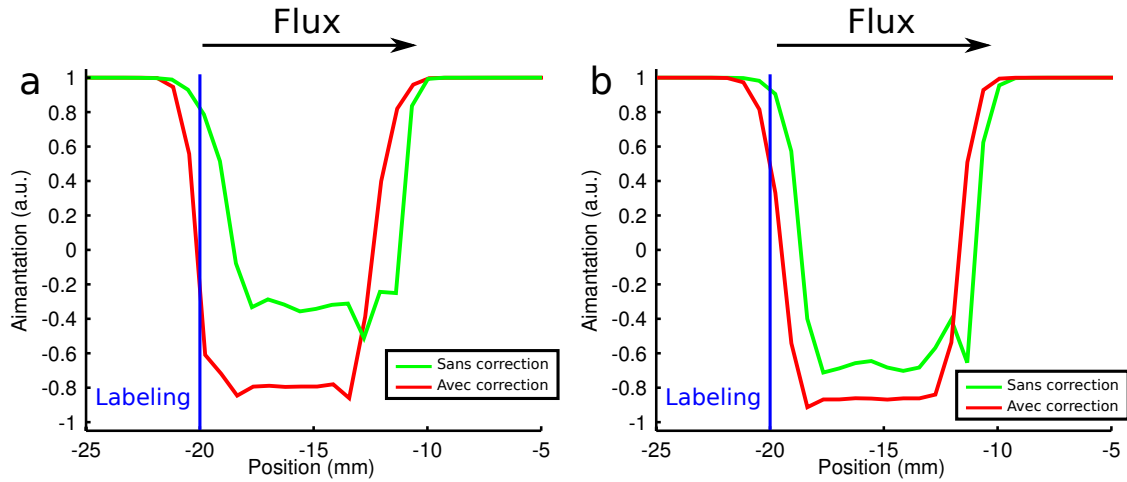 Flux
a
1
0.8
0.6
0.4
0.2
0
-0.2
-0.4
-0.6
-0.8
-1
Aimantation (a.u.)
Labeling
Sans correction
Avec correction
-25 -20 -15 -10 -5
Position (mm)
Flux
b
1
0.8
0.6
0.4
0.2
0
-0.2
-0.4
-0.6
-0.8
-1
Aimantation (a.u.)
Labeling
Sans correction
Avec correction
-25 -20 -15 -10 -5
Position (mm)